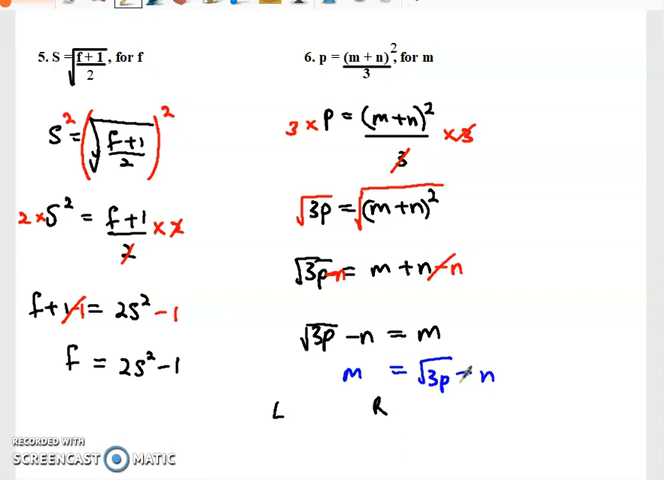 5. S = √(f + 1 / 2), for f
S² = (√(f+1 / 2))²
2 × S² = f+1 / 2 × 2
f + 1 - 1 = 2S² - 1
f = 2S² - 1
6. p = (m + n)² / 3, for m
3 × P = (m+n)² / 3 × 3
√3p = √(m+n)²
√3p - n = m + n - n
√3p - n = m
m = √3p - n
L R
RECORDED WITH
SCREENCAST MATIC